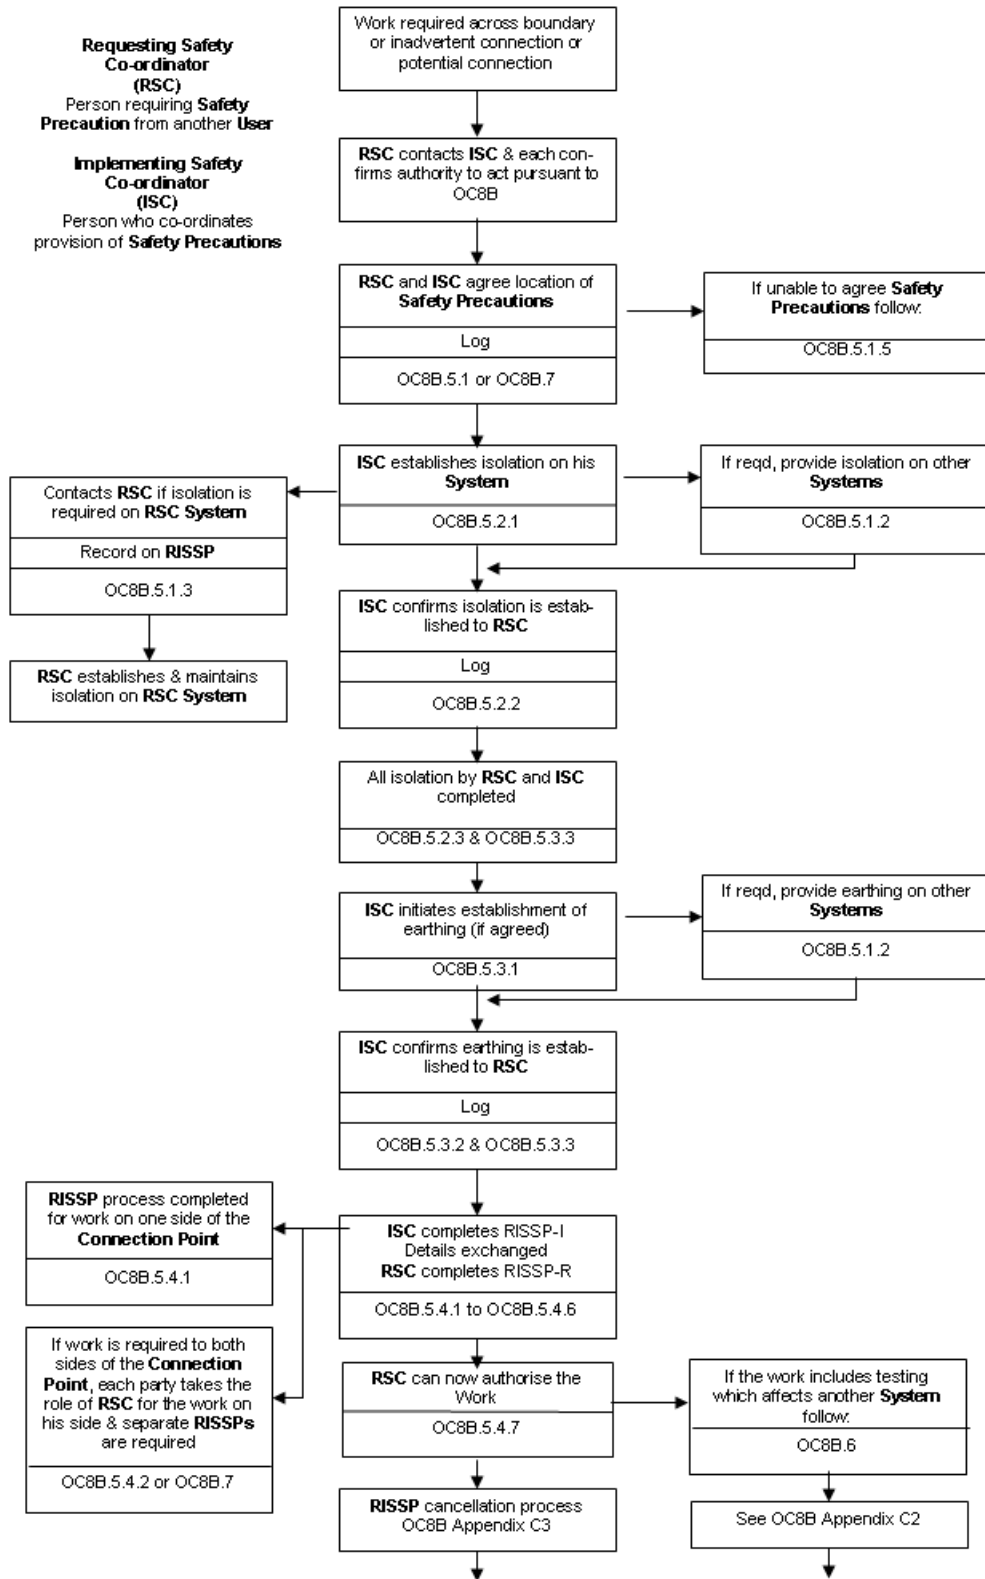 Requesting Safety
Co-ordinator
(RSC)
Person requiring Safety
Precaution from another User
Implementing Safety
Co-ordinator
(ISC)
Person who co-ordinates
provision of Safety Precautions
Work required across boundary
or inadvertent connection or
potential connection
RSC contacts ISC & each con-
firms authority to act pursuant to
OC8B
RSC and ISC agree location of
Safety Precautions
Log
OC8B.5.1 or OC8B.7
If unable to agree Safety
Precautions follow:
OC8B.5.1.5
ISC establishes isolation on his
System
OC8B.5.2.1
If reqd, provide isolation on other
Systems
OC8B.5.1.2
Contacts RSC if isolation is
required on RSC System
Record on RISSP
OC8B.5.1.3
RSC establishes & maintains
isolation on RSC System
ISC confirms isolation is estab-
lished to RSC
Log
OC8B.5.2.2
All isolation by RSC and ISC
completed
OC8B.5.2.3 & OC8B.5.3.3
ISC initiates establishment of
earthing (if agreed)
OC8B.5.3.1
If reqd, provide earthing on other
Systems
OC8B.5.1.2
ISC confirms earthing is estab-
lished to RSC
Log
OC8B.5.3.2 & OC8B.5.3.3
RISSP process completed
for work on one side of the
Connection Point
OC8B.5.4.1
ISC completes RISSP-I
Details exchanged
RSC completes RISSP-R
OC8B.5.4.1 to OC8B.5.4.6
If work is required to both
sides of the Connection
Point, each party takes the
role of RSC for the work on
his side & separate RISSPs
are required
OC8B.5.4.2 or OC8B.7
RSC can now authorise the
Work
OC8B.5.4.7
If the work includes testing
which affects another System
follow:
OC8B.6
RISSP cancellation process
OC8B Appendix C3
See OC8B Appendix C2